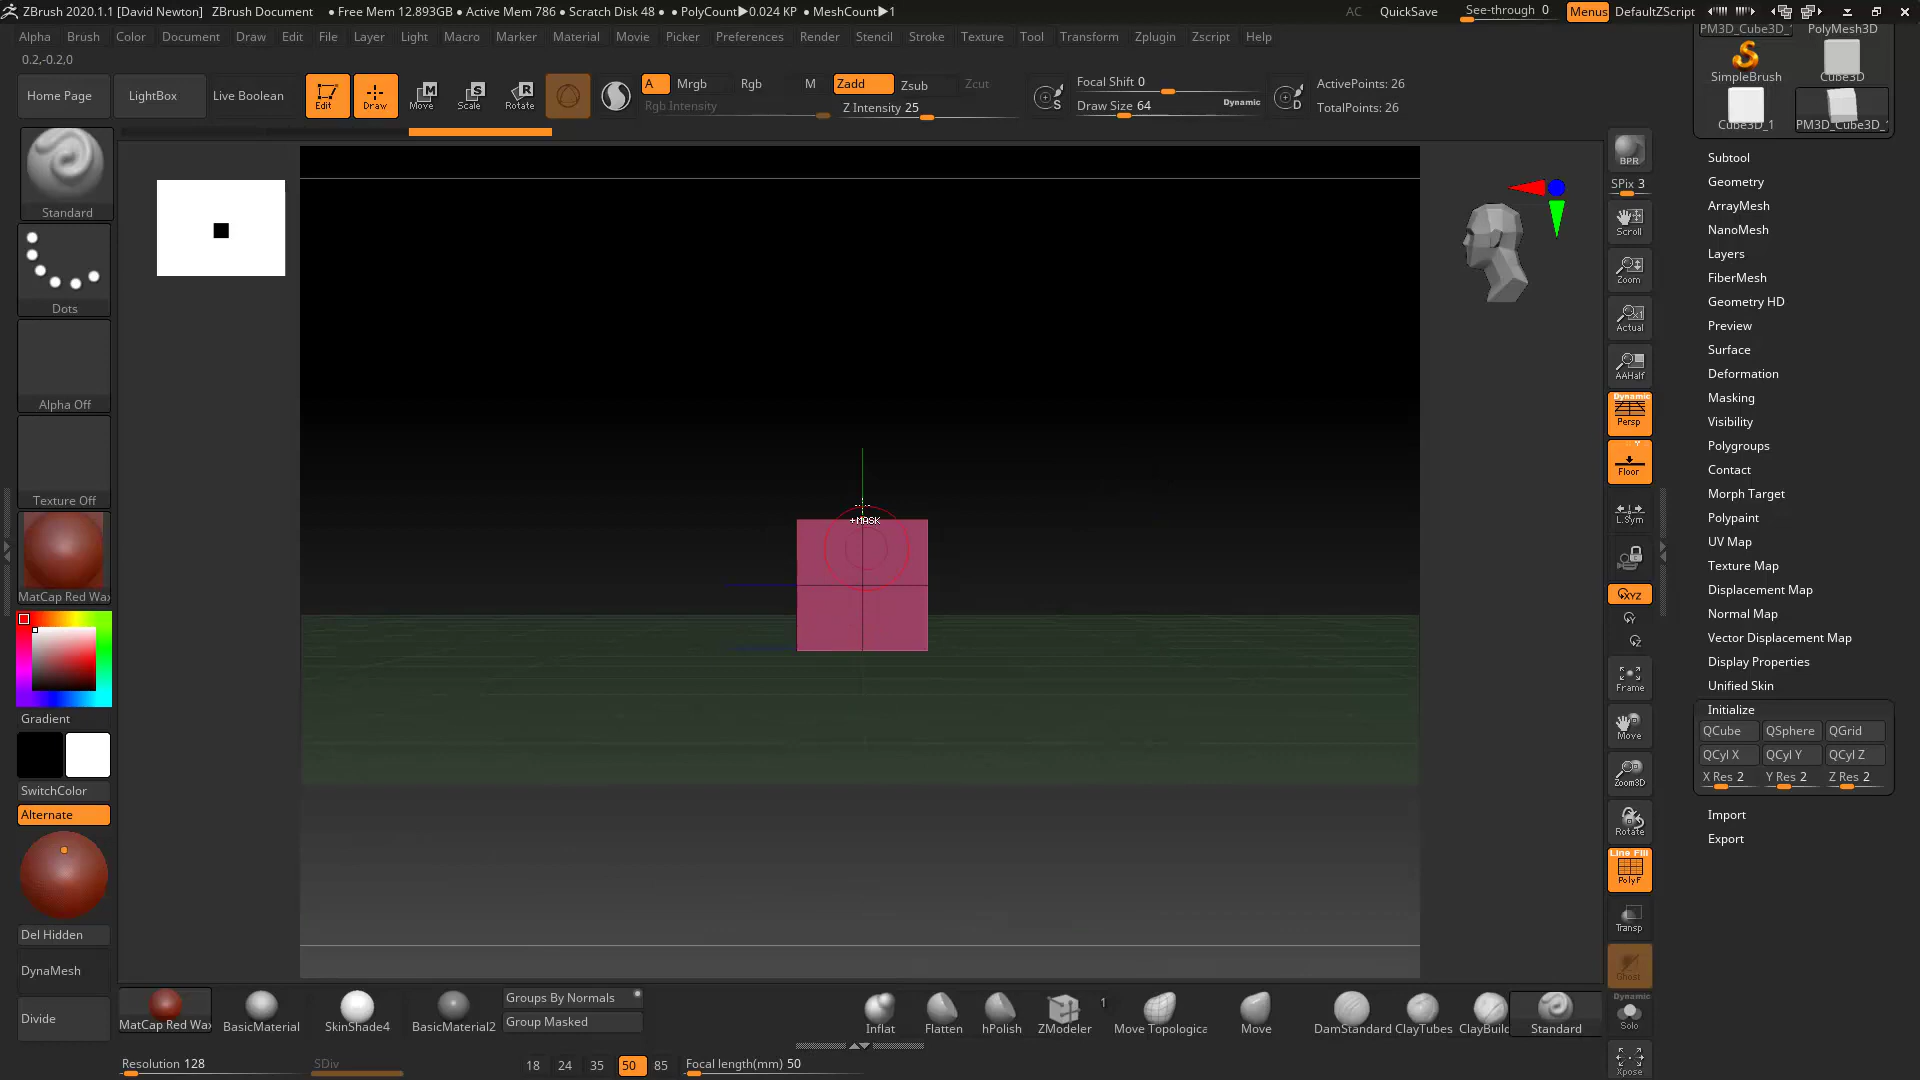 ZBrush 2020.1.1 [David Newton] ZBrush Document • Free Mem 12.893GB • Active Mem 786 • Scratch Disk 48 • • PolyCount▶0.024 KP • MeshCount▶1 AC QuickSave See-through 0 Menus DefaultZScript
Alpha Brush Color Document Draw Edit File Layer Light Macro Marker Material Movie Picker Preferences Render Stencil Stroke Texture Tool Transform Zplugin Zscript Help
0.2,-0.2,0
Home Page LightBox Live Boolean Edit Draw Move Scale Rotate
A Mrgb Rgb M Zadd Zsub Zcut
Rgb Intensity Z Intensity 25
Focal Shift 0
Draw Size 64 Dynamic
ActivePoints: 26
TotalPoints: 26
Standard
Dots
Alpha Off
Texture Off
MatCap Red Wax
Gradient
SwitchColor
Alternate
Del Hidden
DynaMesh
Divide
+MASK
BPR
SPix 3
Scroll
Zoom
Actual
AAHalf
Dynamic
Persp
Floor
L.Sym
XYZ
Frame
Move
Zoom3D
Rotate
Line Fill
PolyF
Transp
Ghost
Dynamic
Solo
Xpose
PM3D_Cube3D_1 PolyMesh3D
SimpleBrush Cube3D
Cube3D_1 PM3D_Cube3D_1
Subtool
Geometry
ArrayMesh
NanoMesh
Layers
FiberMesh
Geometry HD
Preview
Surface
Deformation
Masking
Visibility
Polygroups
Contact
Morph Target
Polypaint
UV Map
Texture Map
Displacement Map
Normal Map
Vector Displacement Map
Display Properties
Unified Skin
Initialize
QCube QSphere QGrid
QCyl X QCyl Y QCyl Z
X Res 2 Y Res 2 Z Res 2
Import
Export
MatCap Red Wax BasicMaterial SkinShade4 BasicMaterial2
Groups By Normals
Group Masked
Inflat Flatten hPolish ZModeler 1 Move Topologica Move DamStandard ClayTubes ClayBuild Standard
Resolution 128 SDiv 18 24 35 50 85 Focal length(mm) 50